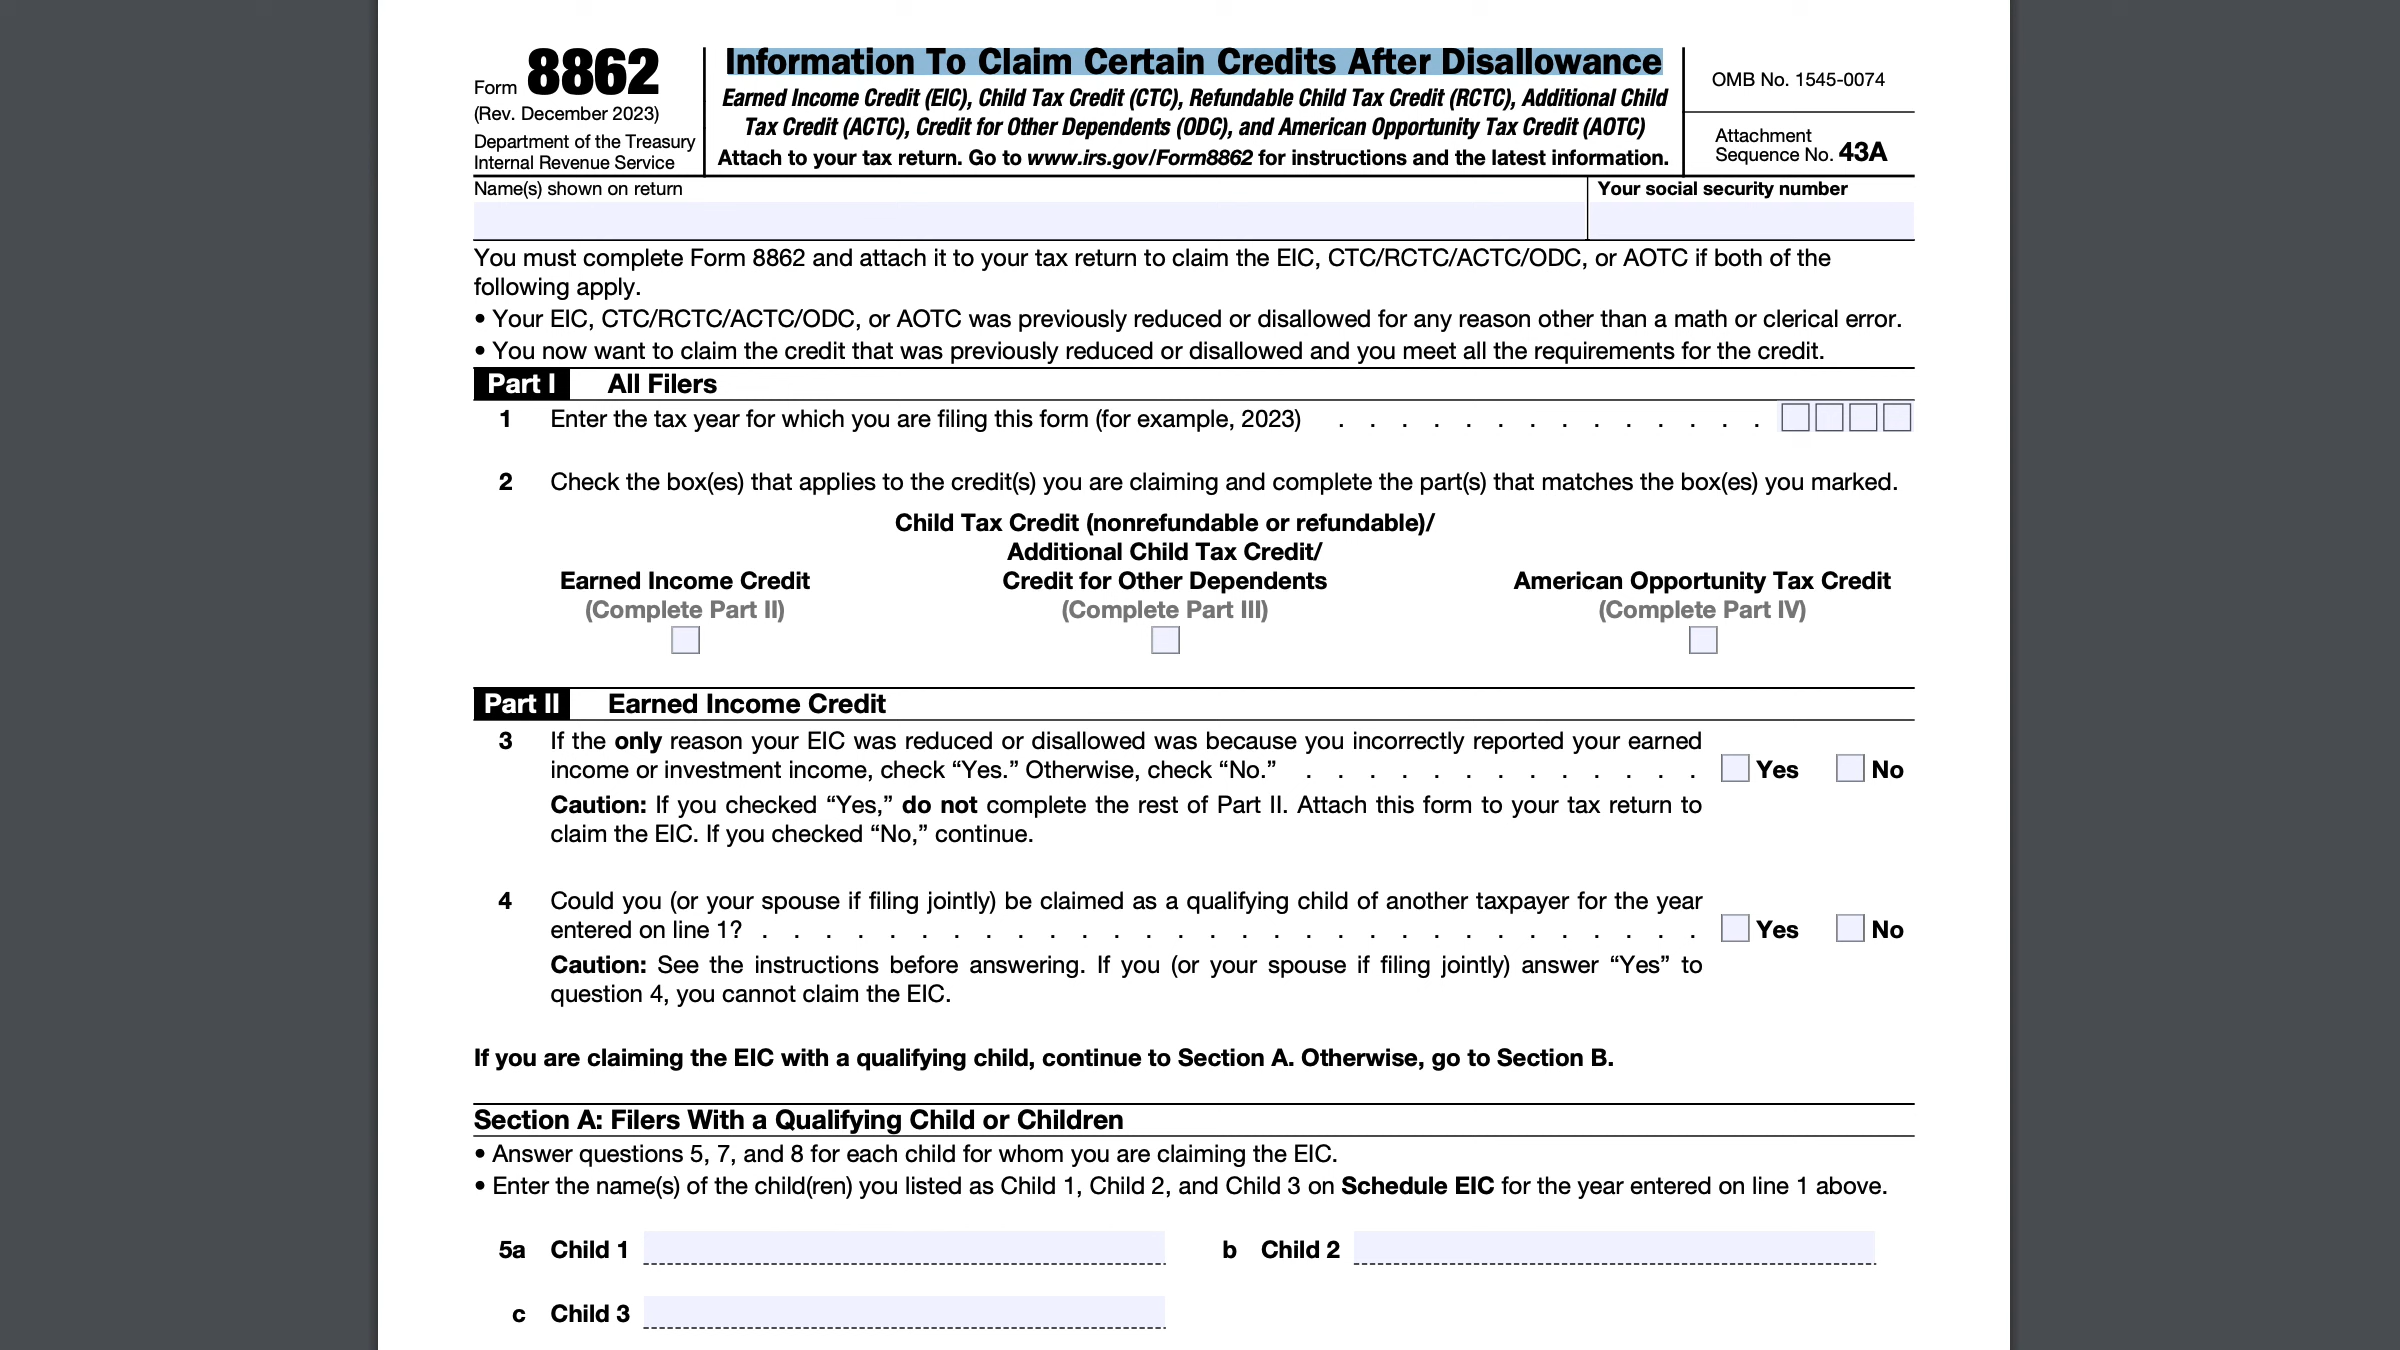 Form 8862
(Rev. December 2023)
Department of the Treasury
Internal Revenue Service
Information To Claim Certain Credits After Disallowance
Earned Income Credit (EIC), Child Tax Credit (CTC), Refundable Child Tax Credit (RCTC), Additional Child
Tax Credit (ACTC), Credit for Other Dependents (ODC), and American Opportunity Tax Credit (AOTC)
Attach to your tax return. Go to www.irs.gov/Form8862 for instructions and the latest information.
OMB No. 1545-0074
Attachment
Sequence No. 43A
Name(s) shown on return
Your social security number
You must complete Form 8862 and attach it to your tax return to claim the EIC, CTC/RCTC/ACTC/ODC, or AOTC if both of the
following apply.
• Your EIC, CTC/RCTC/ACTC/ODC, or AOTC was previously reduced or disallowed for any reason other than a math or clerical error.
• You now want to claim the credit that was previously reduced or disallowed and you meet all the requirements for the credit.
Part I All Filers
1 Enter the tax year for which you are filing this form (for example, 2023) . . . . . . . . . . . . . .
2 Check the box(es) that applies to the credit(s) you are claiming and complete the part(s) that matches the box(es) you marked.
Earned Income Credit
(Complete Part II)
Child Tax Credit (nonrefundable or refundable)/
Additional Child Tax Credit/
Credit for Other Dependents
(Complete Part III)
American Opportunity Tax Credit
(Complete Part IV)
Part II Earned Income Credit
3 If the only reason your EIC was reduced or disallowed was because you incorrectly reported your earned
income or investment income, check “Yes.” Otherwise, check “No.” . . . . . . . . . . . . . Yes No
Caution: If you checked “Yes,” do not complete the rest of Part II. Attach this form to your tax return to
claim the EIC. If you checked “No,” continue.
4 Could you (or your spouse if filing jointly) be claimed as a qualifying child of another taxpayer for the year
entered on line 1? . . . . . . . . . . . . . . . . . . . . . . . . . . . . . . Yes No
Caution: See the instructions before answering. If you (or your spouse if filing jointly) answer “Yes” to
question 4, you cannot claim the EIC.
If you are claiming the EIC with a qualifying child, continue to Section A. Otherwise, go to Section B.
Section A: Filers With a Qualifying Child or Children
• Answer questions 5, 7, and 8 for each child for whom you are claiming the EIC.
• Enter the name(s) of the child(ren) you listed as Child 1, Child 2, and Child 3 on Schedule EIC for the year entered on line 1 above.
5a Child 1 b Child 2
c Child 3